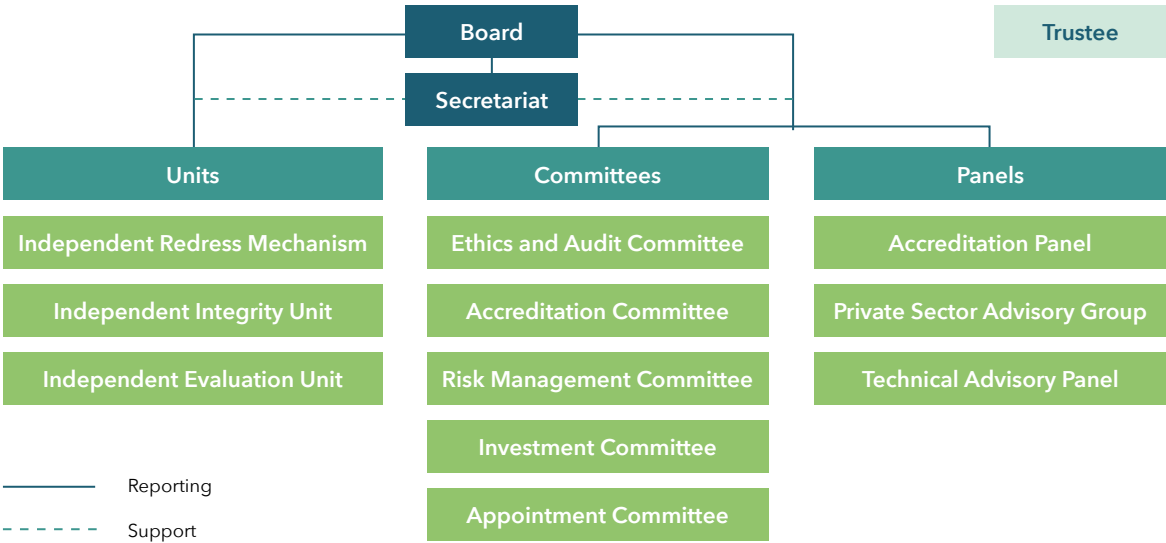 Board
Trustee
Secretariat
Units
Committees
Panels
Independent Redress Mechanism
Ethics and Audit Committee
Accreditation Panel
Independent Integrity Unit
Accreditation Committee
Private Sector Advisory Group
Independent Evaluation Unit
Risk Management Committee
Technical Advisory Panel
Investment Committee
Appointment Committee
Reporting
Support